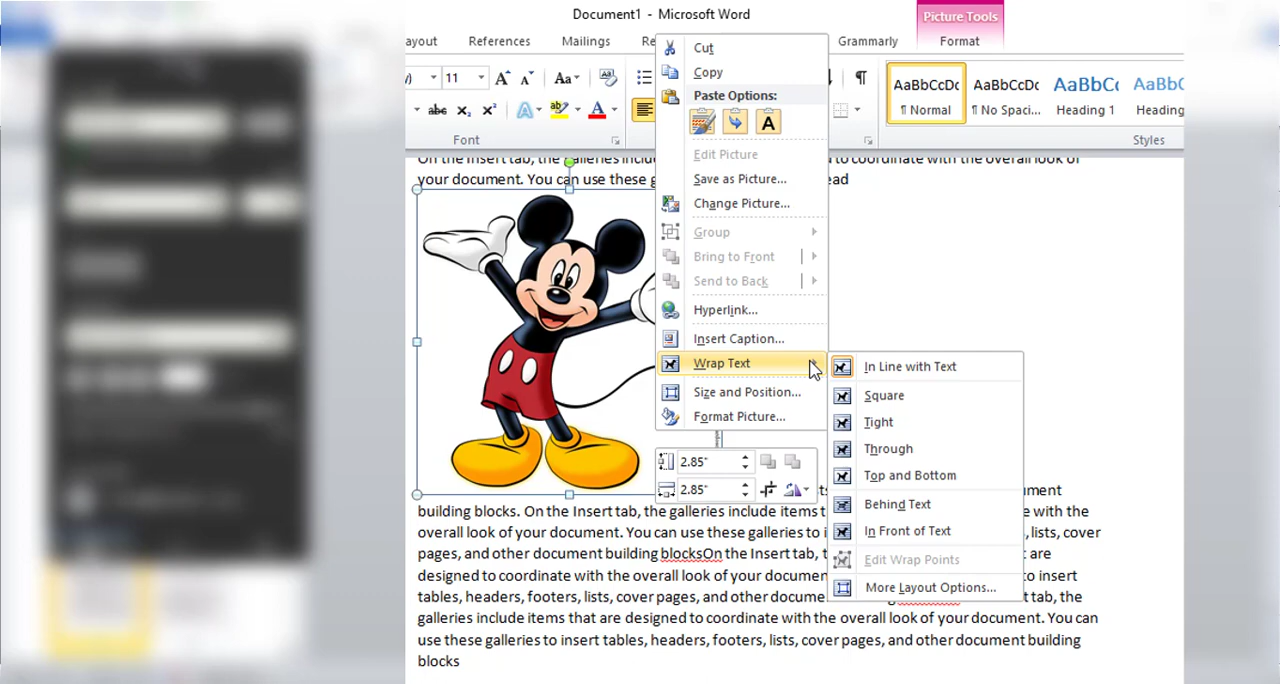 Document1 - Microsoft Word
Picture Tools
ayout References Mailings Re Grammarly Format
11 Aa
abc X₂ X² A ab A
AaBbCcDc AaBbCcDc AaBbCc AaBbC
¶ Normal ¶ No Spaci... Heading 1 Heading
Font Styles
Cut
Copy
Paste Options:
A
Edit Picture
Save as Picture...
Change Picture...
Group
Bring to Front
Send to Back
Hyperlink...
Insert Caption...
Wrap Text
Size and Position...
Format Picture...
2.85"
2.85"
In Line with Text
Square
Tight
Through
Top and Bottom
Behind Text
In Front of Text
Edit Wrap Points
More Layout Options...
On the Insert tab, the galleries inclu to coordinate with the overall look of
your document. You can use these g ead
ument
building blocks. On the Insert tab, the galleries include items t e with the
overall look of your document. You can use these galleries to i , lists, cover
pages, and other document building blocksOn the Insert tab, t are
designed to coordinate with the overall look of your documen to insert
tables, headers, footers, lists, cover pages, and other docume t tab, the
galleries include items that are designed to coordinate with the overall look of your document. You can
use these galleries to insert tables, headers, footers, lists, cover pages, and other document building
blocks